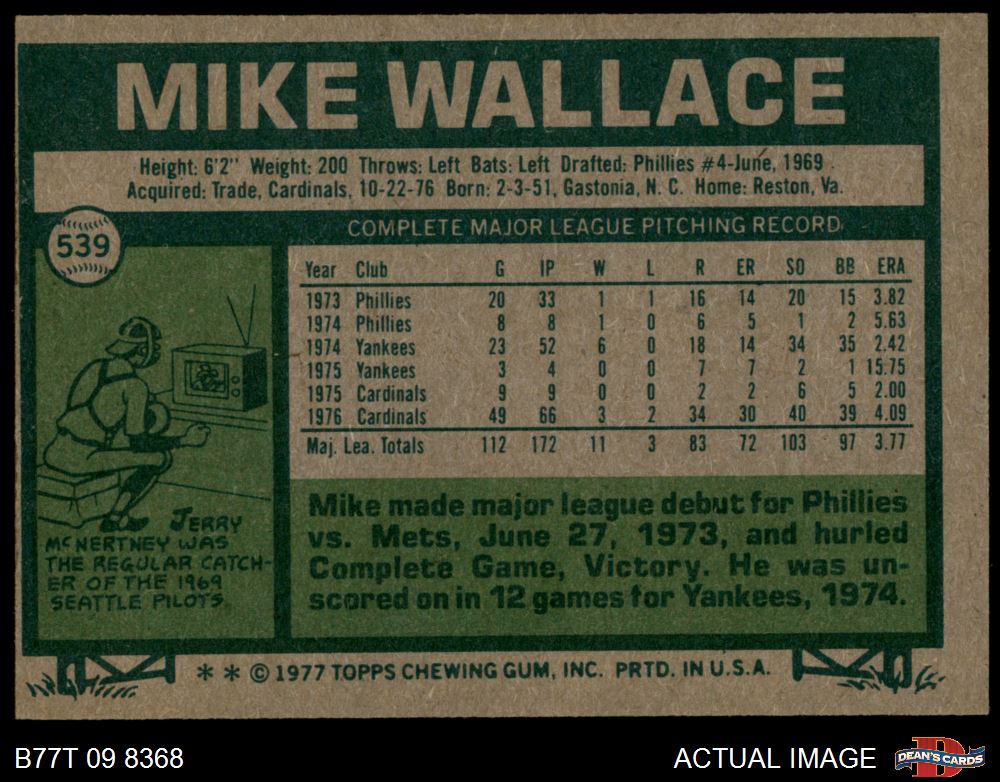 MIKE WALLACE
Height: 6'2" Weight: 200 Throws: Left Bats: Left Drafted: Phillies #4-June, 1969
Acquired: Trade, Cardinals, 10-22-76 Born: 2-3-51, Gastonia, N. C. Home: Reston, Va.
539
COMPLETE MAJOR LEAGUE PITCHING RECORD
Year Club G IP W L R ER SO BB ERA
1973 Phillies 20 33 1 1 16 14 20 15 3.82
1974 Phillies 8 8 1 0 6 5 1 2 5.63
1974 Yankees 23 52 6 0 18 14 34 35 2.42
1975 Yankees 3 4 0 0 7 7 2 1 15.75
1975 Cardinals 9 9 0 0 2 2 6 5 2.00
1976 Cardinals 49 66 3 2 34 30 40 39 4.09
Maj. Lea. Totals 112 172 11 3 83 72 103 97 3.77
JERRY
McNERTNEY WAS
THE REGULAR CATCH-
ER OF THE 1969
SEATTLE PILOTS.
Mike made major league debut for Phillies
vs. Mets, June 27, 1973, and hurled
Complete Game, Victory. He was un-
scored on in 12 games for Yankees, 1974.
* * © 1977 TOPPS CHEWING GUM, INC. PRTD. IN U.S.A.
B77T 09 8368
ACTUAL IMAGE
D
DEAN'S CARDS